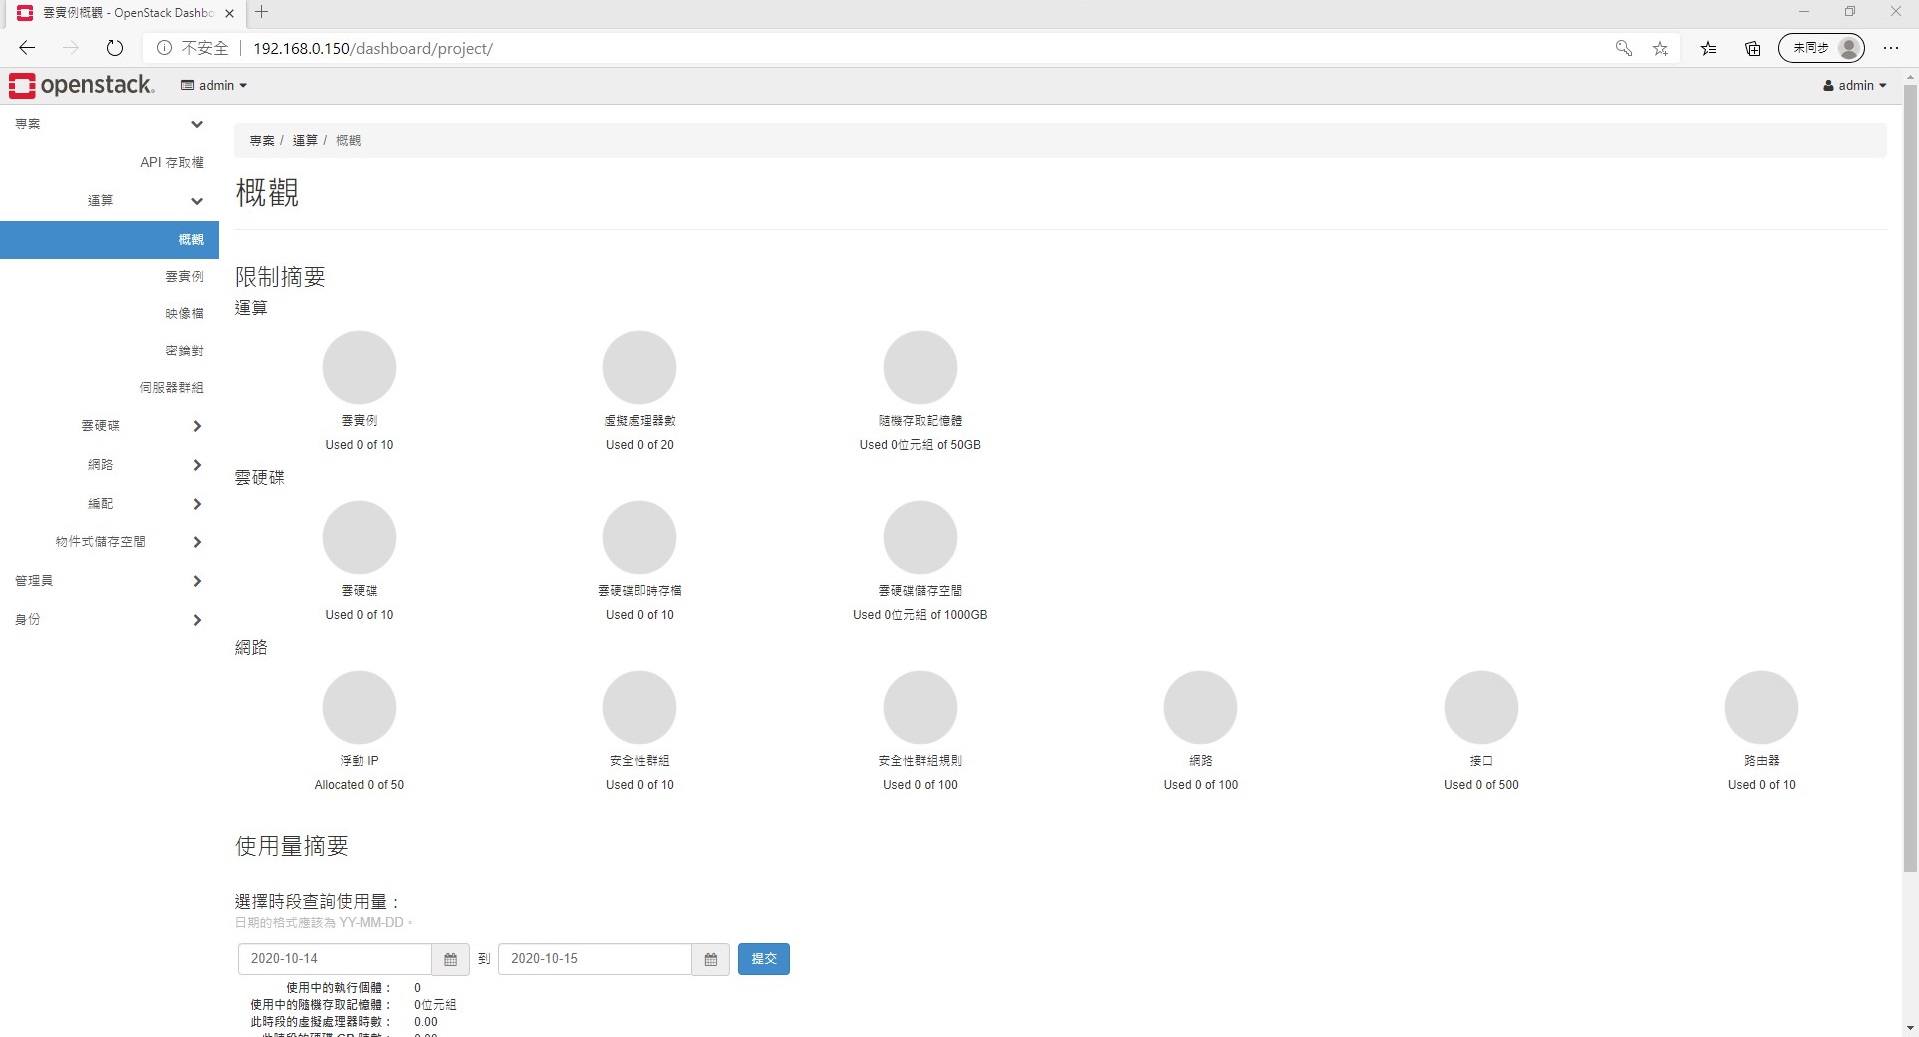 雲實例概觀 - OpenStack Dashbo
不安全 | 192.168.0.150/dashboard/project/
未同步
openstack.
admin
admin
專案
API 存取權
運算
概觀
雲實例
映像檔
密鑰對
伺服器群組
雲硬碟
網路
編配
物件式儲存空間
管理員
身份
專案 / 運算 / 概觀
概觀
限制摘要
運算
雲實例
Used 0 of 10
虛擬處理器數
Used 0 of 20
隨機存取記憶體
Used 0位元組 of 50GB
雲硬碟
雲硬碟
Used 0 of 10
雲硬碟即時存檔
Used 0 of 10
雲硬碟儲存空間
Used 0位元組 of 1000GB
網路
浮動 IP
Allocated 0 of 50
安全性群組
Used 0 of 10
安全性群組規則
Used 0 of 100
網路
Used 0 of 100
接口
Used 0 of 500
路由器
Used 0 of 10
使用量摘要
選擇時段查詢使用量：
日期的格式應該為 YY-MM-DD。
2020-10-14 到 2020-10-15 提交
使用中的執行個體： 0
使用中的隨機存取記憶體： 0位元組
此時段的虛擬處理器時數： 0.00
此時段的硬碟 GB 時數： 0.00